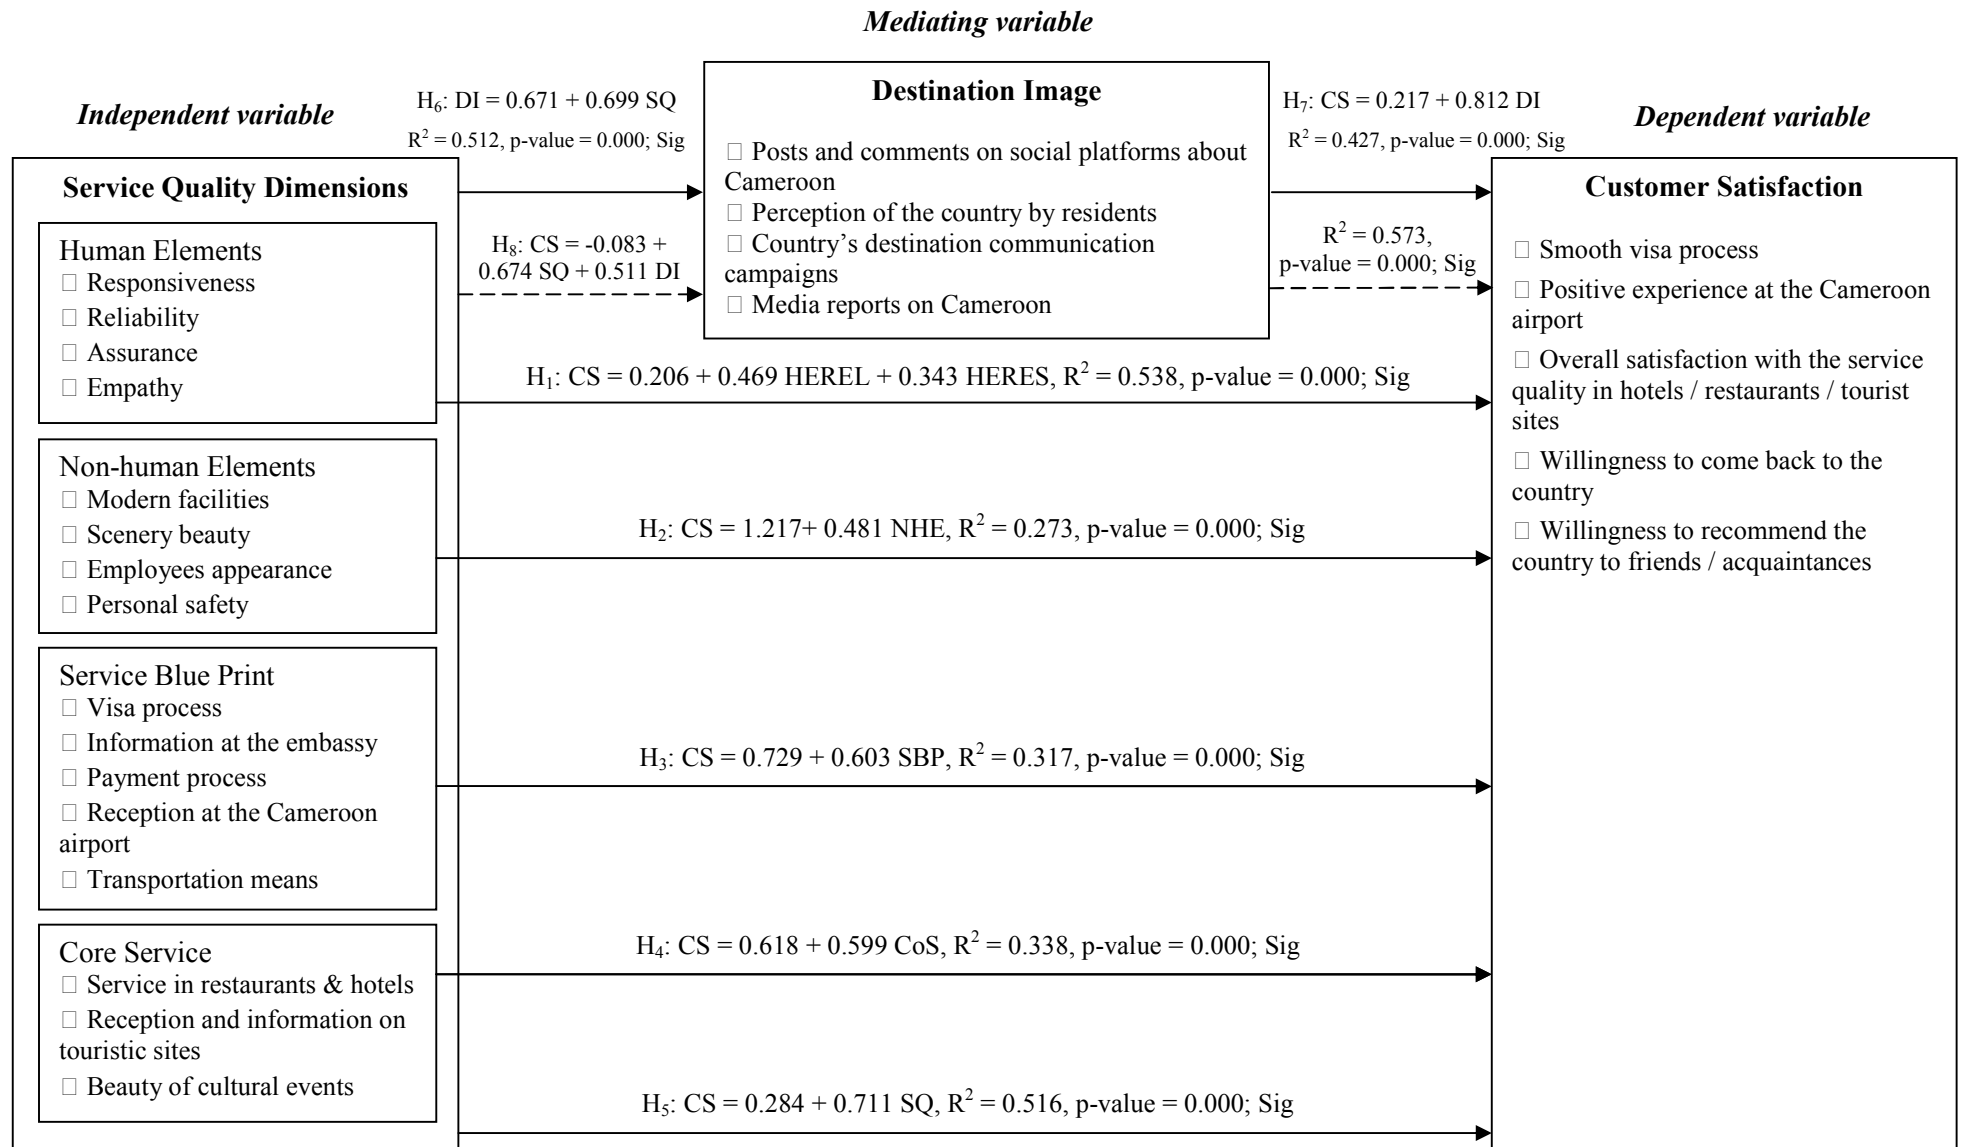 Mediating variable
Independent variable
H6: DI = 0.671 + 0.699 SQ
R² = 0.512, p-value = 0.000; Sig
Destination Image
□ Posts and comments on social platforms about
Cameroon
□ Perception of the country by residents
□ Country's destination communication
campaigns
□ Media reports on Cameroon
H7: CS = 0.217 + 0.812 DI
R² = 0.427, p-value = 0.000; Sig
Dependent variable
Service Quality Dimensions
Human Elements
□ Responsiveness
□ Reliability
□ Assurance
□ Empathy
H8: CS = -0.083 +
0.674 SQ + 0.511 DI
R² = 0.573,
p-value = 0.000; Sig
Customer Satisfaction
□ Smooth visa process
□ Positive experience at the Cameroon
airport
□ Overall satisfaction with the service
quality in hotels / restaurants / tourist
sites
□ Willingness to come back to the
country
□ Willingness to recommend the
country to friends / acquaintances
H1: CS = 0.206 + 0.469 HEREL + 0.343 HERES, R² = 0.538, p-value = 0.000; Sig
Non-human Elements
□ Modern facilities
□ Scenery beauty
□ Employees appearance
□ Personal safety
H2: CS = 1.217+ 0.481 NHE, R² = 0.273, p-value = 0.000; Sig
Service Blue Print
□ Visa process
□ Information at the embassy
□ Payment process
□ Reception at the Cameroon
airport
□ Transportation means
H3: CS = 0.729 + 0.603 SBP, R² = 0.317, p-value = 0.000; Sig
Core Service
□ Service in restaurants & hotels
□ Reception and information on
touristic sites
□ Beauty of cultural events
H4: CS = 0.618 + 0.599 CoS, R² = 0.338, p-value = 0.000; Sig
H5: CS = 0.284 + 0.711 SQ, R² = 0.516, p-value = 0.000; Sig